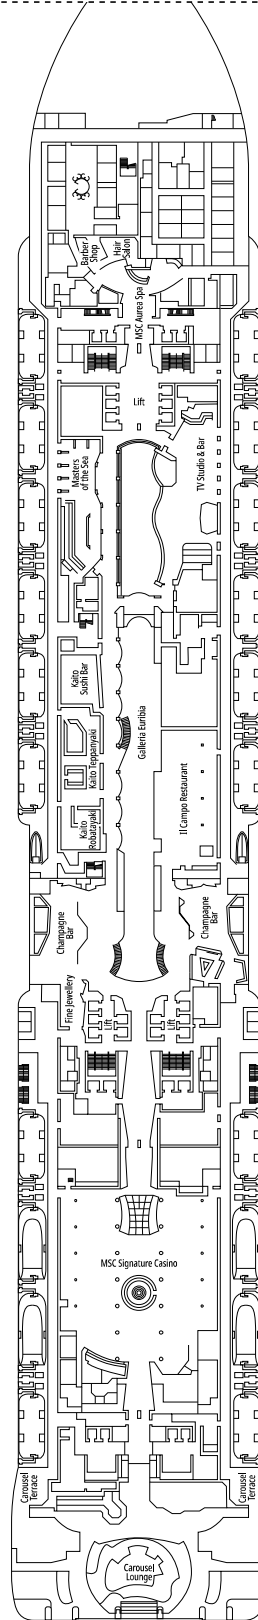 Barber
Shop
Hair
Salon
MSC Aurea Spa
Lift
Masters
of the Sea
TV Studio & Bar
Kaito
Sushi Bar
Kaito Teppanyaki
Galleria Euribia
Il Campo Restaurant
Kaito
Robatayaki
Champagne
Bar
Champagne
Bar
Fine Jewellery
Lift
Lift
MSC Signature Casino
Carousel
Terrace
Carousel
Terrace
Carousel
Lounge